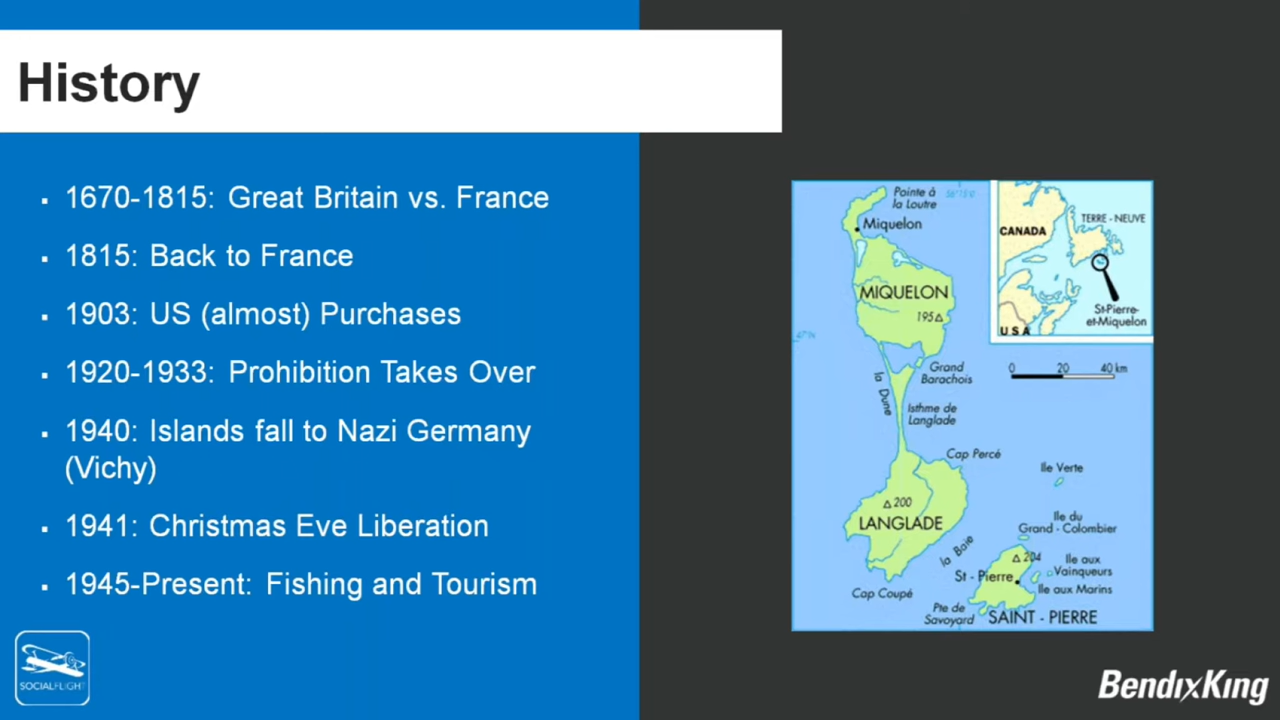 History
▪ 1670-1815: Great Britain vs. France
▪ 1815: Back to France
▪ 1903: US (almost) Purchases
▪ 1920-1933: Prohibition Takes Over
▪ 1940: Islands fall to Nazi Germany
(Vichy)
▪ 1941: Christmas Eve Liberation
▪ 1945-Present: Fishing and Tourism
SOCIALFLIGHT
Pointe à
la Loutre
56°15'0
Miquelon
MIQUELON
195
47°N
Grand
Barachois
la Dune
Isthme de
Langlade
Cap Percé
200
LANGLADE
Ile Verte
Ile du
Grand - Colombier
la Baie
204
Ile aux
Vainqueurs
St - Pierre
Ile aux Marins
Cap Coupé
Pte de
Savoyard
SAINT - PIERRE
TERRE - NEUVE
CANADA
St-Pierre-
et-Miquelon
USA
0 20 40 km
BendixKing